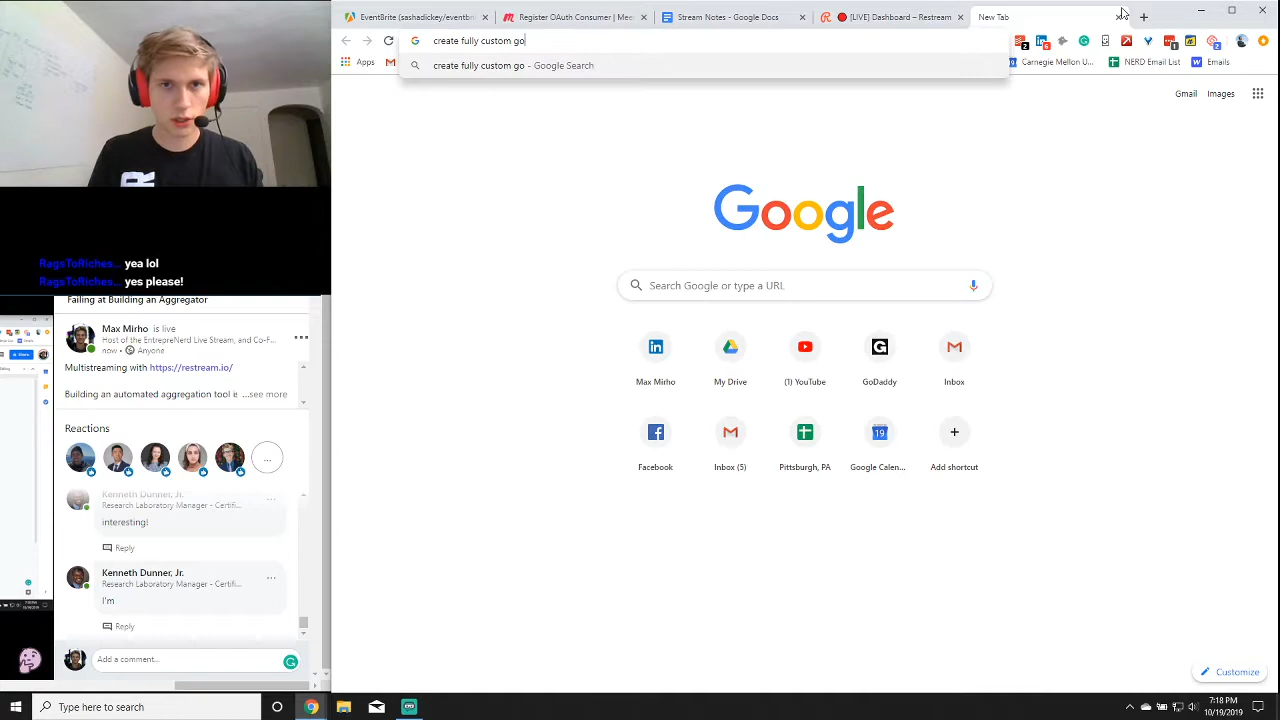 EventBrite (sashadickey/eventbri
Register OAuth Consumer | Mee
Stream Notes - Google Docs
[LIVE] Dashboard – Restream
New Tab
create fully custom go
create fully custom go - Google Search
Apps
Carnegie Mellon U...
NERD Email List
Emails
Gmail
Images
Google
Search Google or type a URL
Max Mirho
My Drive
(1) YouTube
GoDaddy
Inbox
Facebook
Inbox (5)
Pittsburgh, PA
Google Calen...
Add shortcut
Customize
RagsToRiches... yea lol
RagsToRiches... yes please!
Failing at Building an Aggregator
Max Mirho is live
Host of the EntrepreNerd Live Stream, and Co-F...
now • Anyone
Multistreaming with https://restream.io/
Building an automated aggregation tool is ...see more
Reactions
...
Kenneth Dunner, Jr.
Research Laboratory Manager - Certifi...
interesting!
Reply
Kenneth Dunner, Jr.
Research Laboratory Manager - Certifi...
I'm
Reply
Add a comment...
Type here to search
7:18 PM
10/19/2019